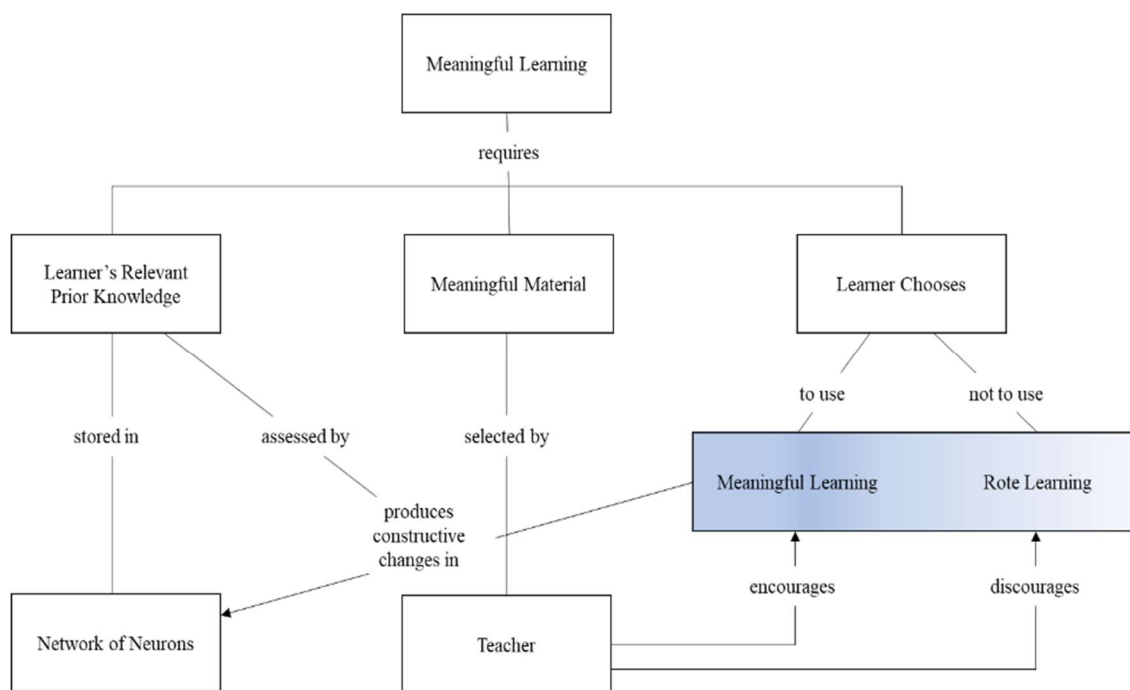 Meaningful Learning
requires
Learner’s Relevant
Prior Knowledge
Meaningful Material
Learner Chooses
to use
not to use
stored in
assessed by
selected by
Meaningful Learning
Rote Learning
produces
constructive
changes in
encourages
discourages
Network of Neurons
Teacher